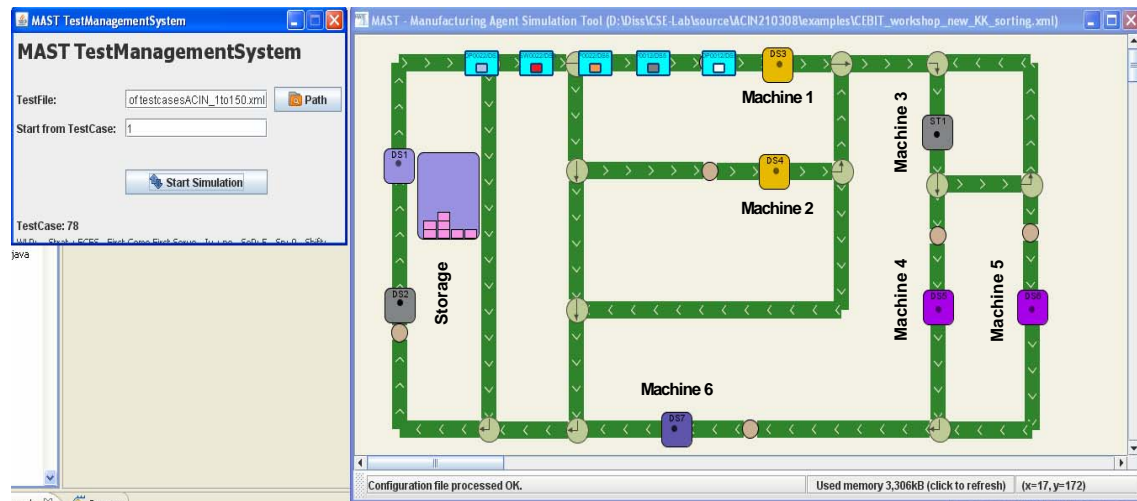 MAST TestManagementSystem
MAST TestManagementSystem
TestFile:
oftestcasesACIN_1to150.xml
Path
Start from TestCase:
1
Start Simulation
TestCase: 78
java
MAST - Manufacturing Agent Simulation Tool (D:\Diss\CSE-Lab\source\ACIN210308\examples\CEBIT_workshop_new_KK_sorting.xml)
DS3
Machine 1
Machine 3
ST1
DS1
DS4
Machine 2
Storage
DS2
Machine 4
DS5
Machine 5
DS6
Machine 6
DS7
Configuration file processed OK.
Used memory 3,306kB (click to refresh)
(x=17, y=172)